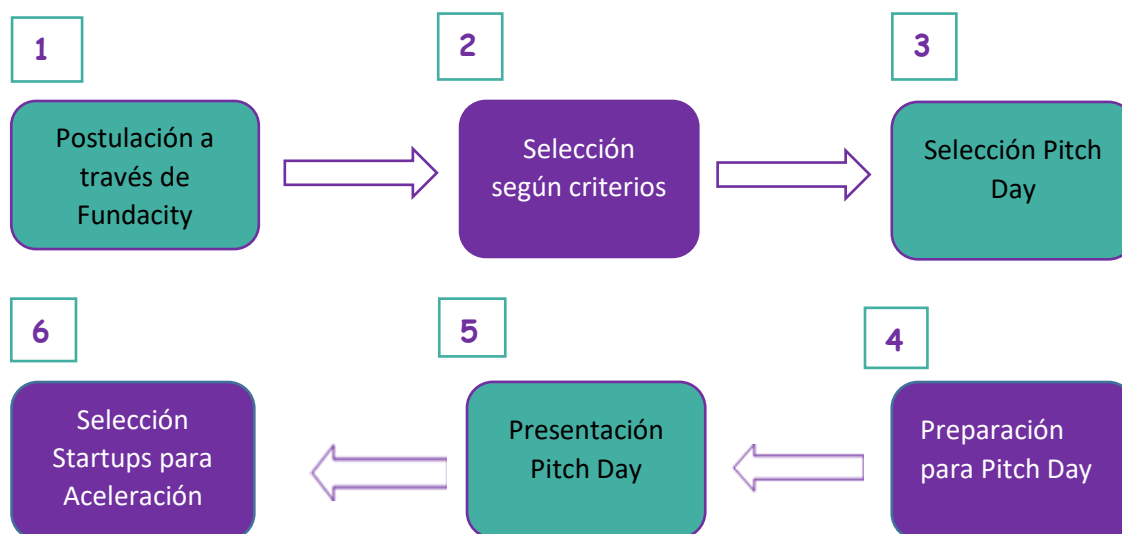 1
Postulación a
través de
Fundacity
2
Selección
según criterios
3
Selección Pitch
Day
4
Preparación
para Pitch Day
5
Presentación
Pitch Day
6
Selección
Startups para
Aceleración